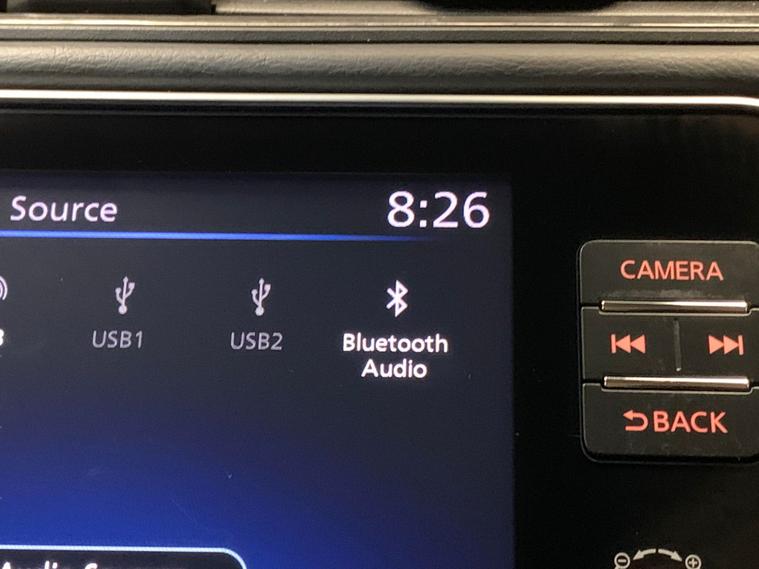 Source
8:26
USB1
USB2
Bluetooth
Audio
CAMERA
BACK